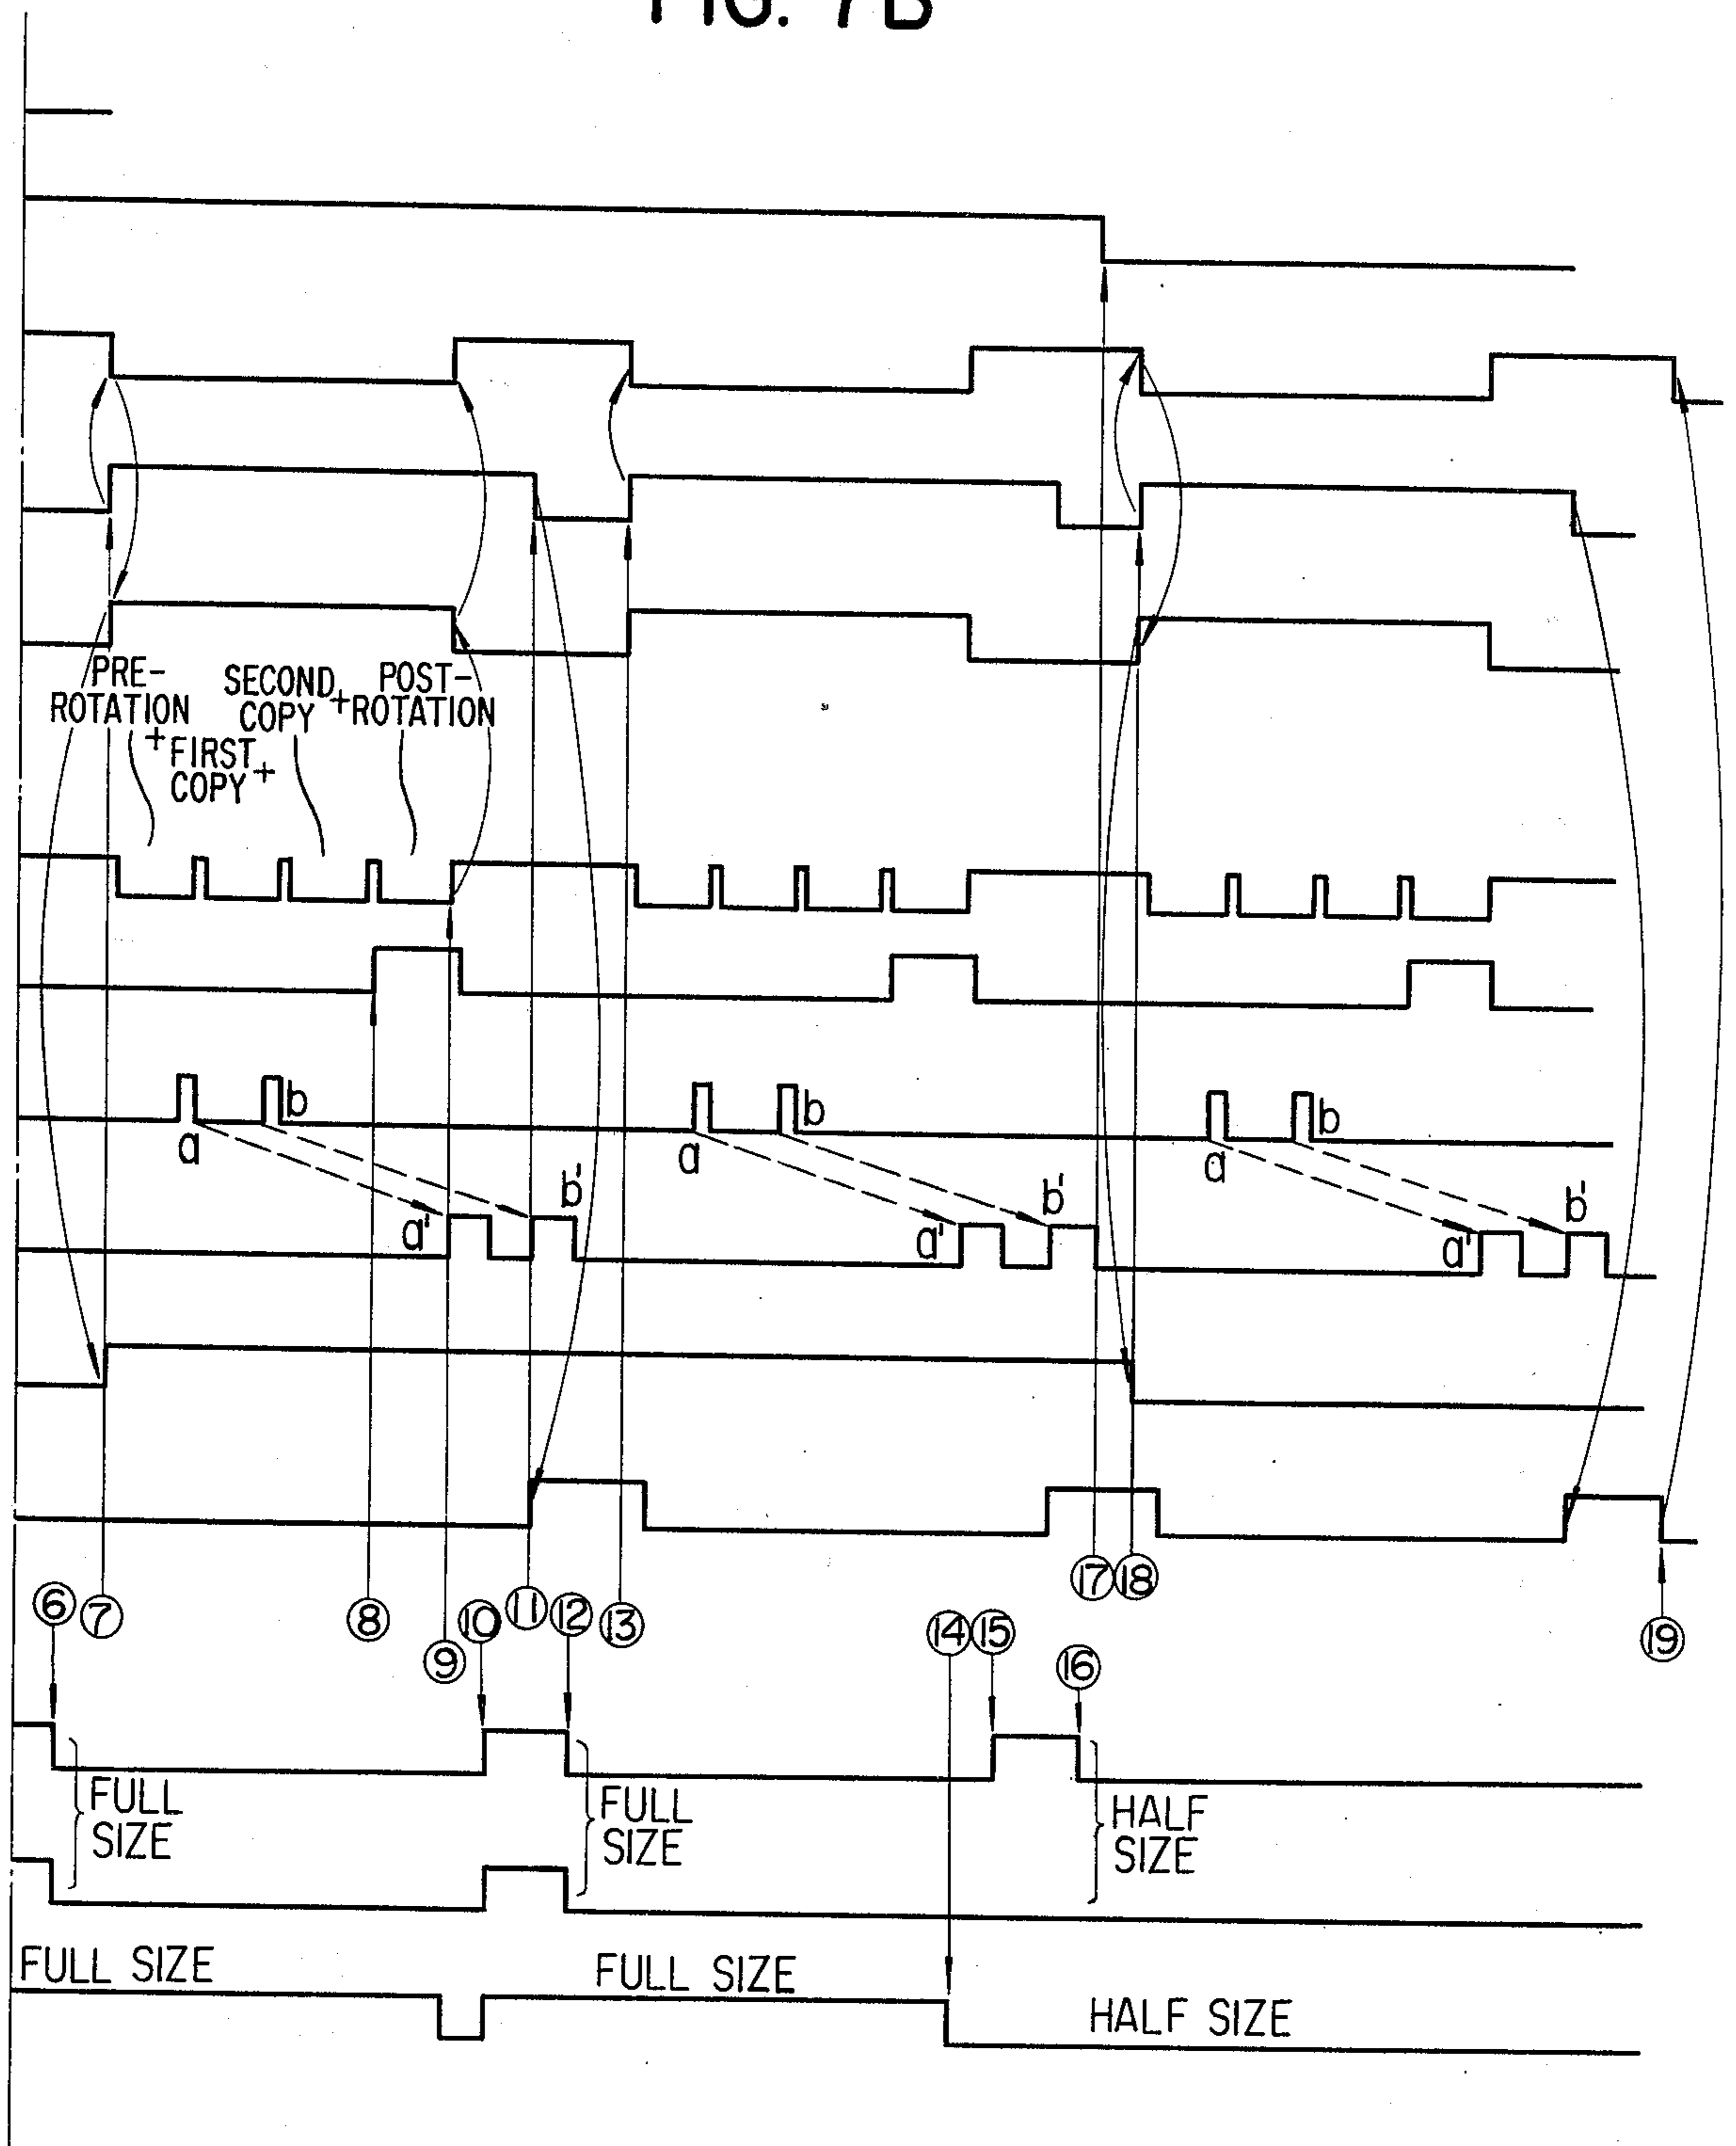 FIG. 7B
PRE-
ROTATION
+ FIRST +
COPY
SECOND +
COPY
POST-
ROTATION
b
a
b
a
b
a
b'
a'
b'
a'
b'
a'
6
7
8
9
10
11
12
13
14
15
16
17
18
19
FULL
SIZE
FULL
SIZE
HALF
SIZE
FULL SIZE
FULL SIZE
HALF SIZE